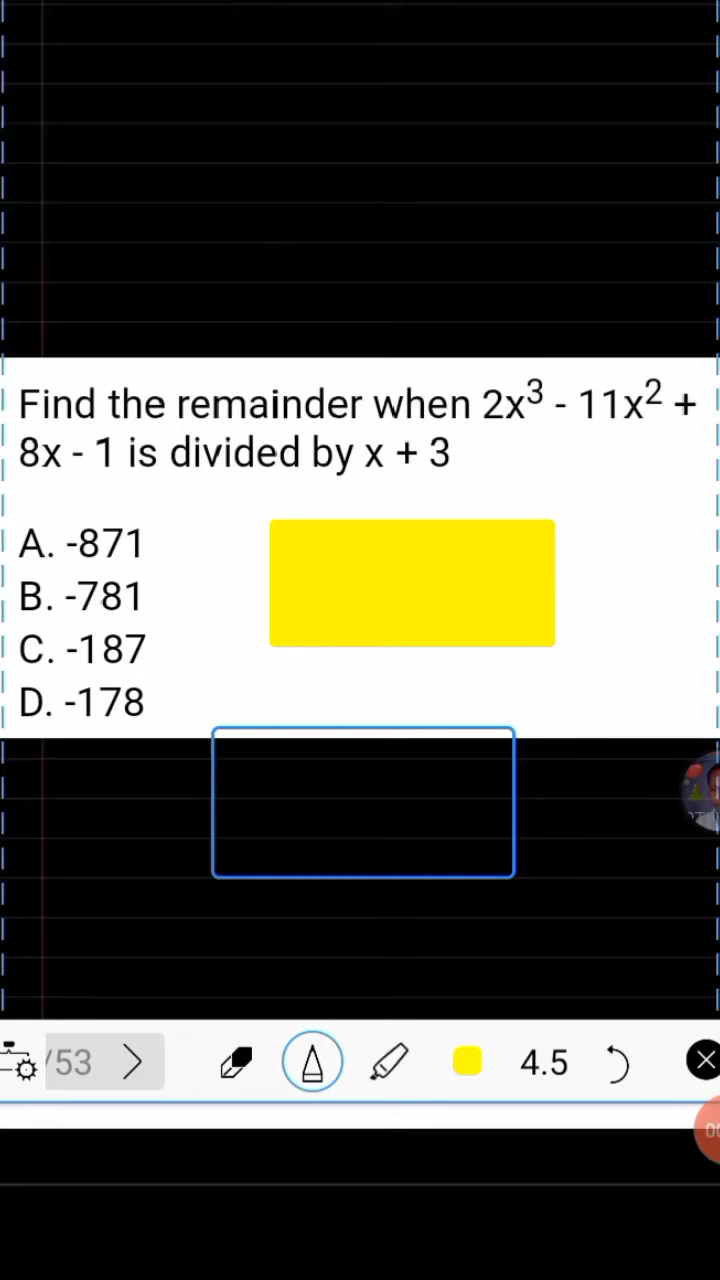 Find the remainder when 2x³ - 11x² +
8x - 1 is divided by x + 3
A. -871
B. -781
C. -187
D. -178
/53
4.5